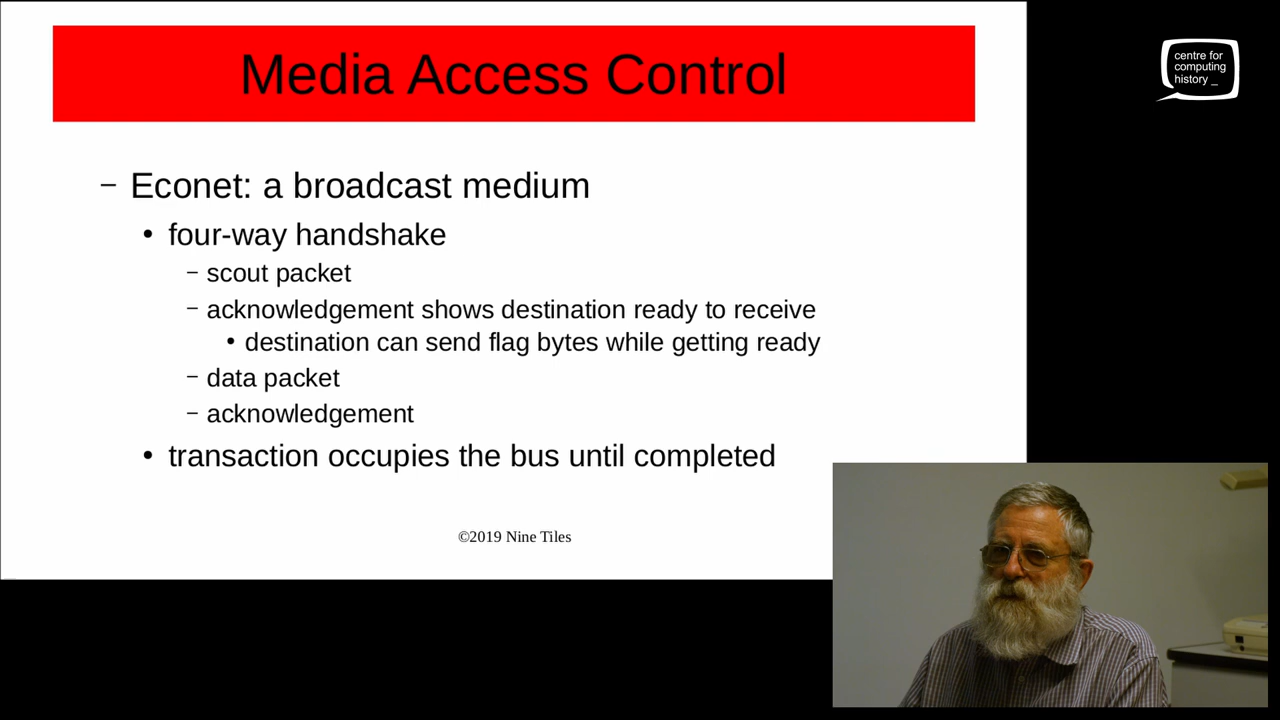 Media Access Control
centre for
computing
history _
– Econet: a broadcast medium
• four-way handshake
– scout packet
– acknowledgement shows destination ready to receive
• destination can send flag bytes while getting ready
– data packet
– acknowledgement
• transaction occupies the bus until completed
©2019 Nine Tiles